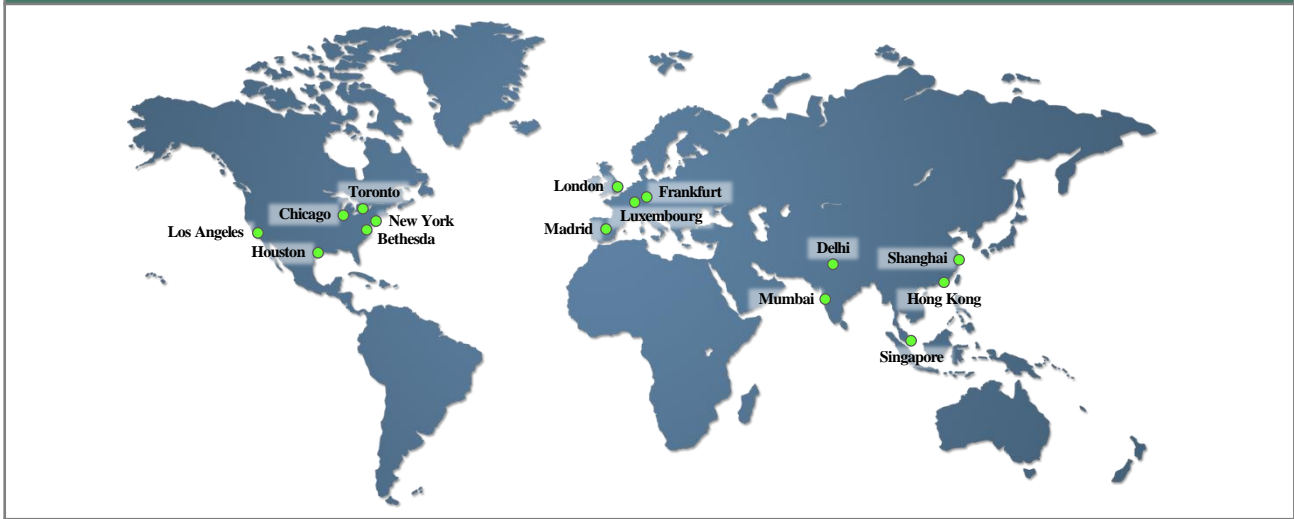 Toronto
Chicago
New York
Los Angeles
Bethesda
Houston
London
Frankfurt
Luxembourg
Madrid
Delhi
Shanghai
Mumbai
Hong Kong
Singapore